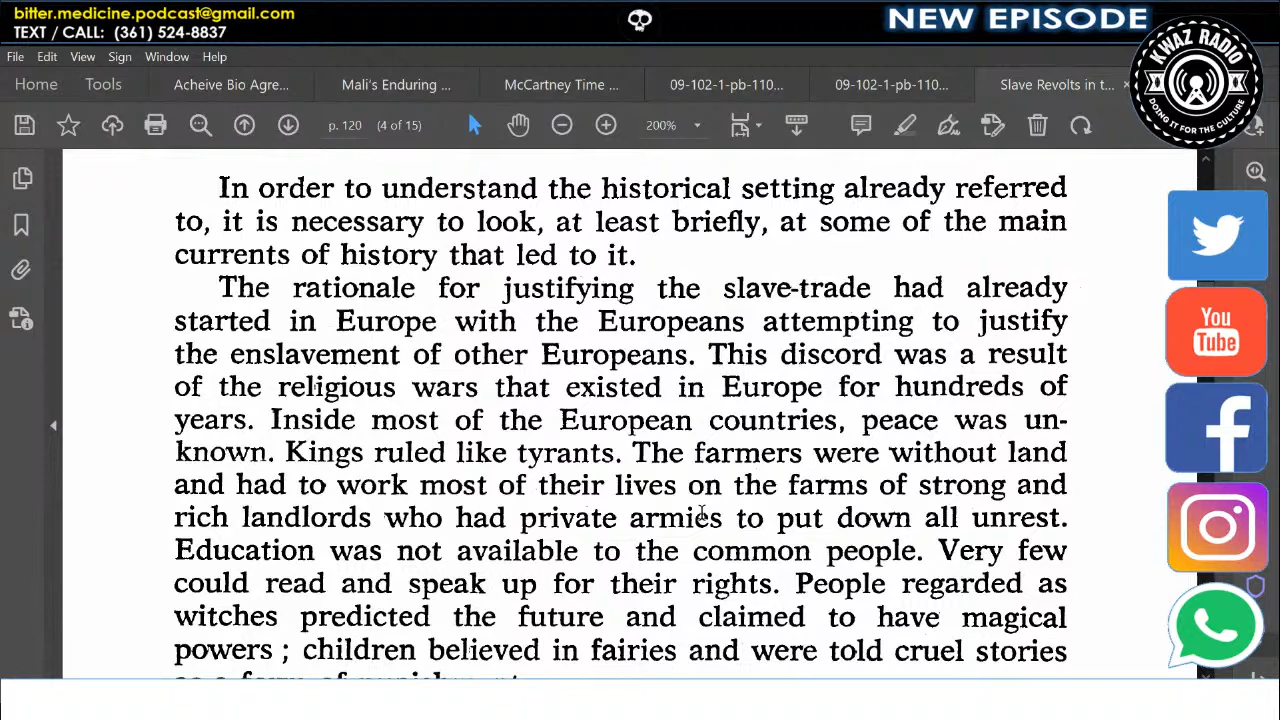 bitter.medicine.podcast@gmail.com
TEXT / CALL: (361) 524-8837
NEW EPISODE
KWAZ RADIO
DOING IT FOR THE CULTURE
File Edit View Sign Window Help
Home Tools Acheive Bio Agre... Mali's Enduring ... McCartney Time ... 09-102-1-pb-110... 09-102-1-pb-110... Slave Revolts in t...
p. 120 (4 of 15) 200%
In order to understand the historical setting already referred
to, it is necessary to look, at least briefly, at some of the main
currents of history that led to it.
The rationale for justifying the slave-trade had already
started in Europe with the Europeans attempting to justify
the enslavement of other Europeans. This discord was a result
of the religious wars that existed in Europe for hundreds of
years. Inside most of the European countries, peace was un-
known. Kings ruled like tyrants. The farmers were without land
and had to work most of their lives on the farms of strong and
rich landlords who had private armies to put down all unrest.
Education was not available to the common people. Very few
could read and speak up for their rights. People regarded as
witches predicted the future and claimed to have magical
powers ; children believed in fairies and were told cruel stories
You
Tube